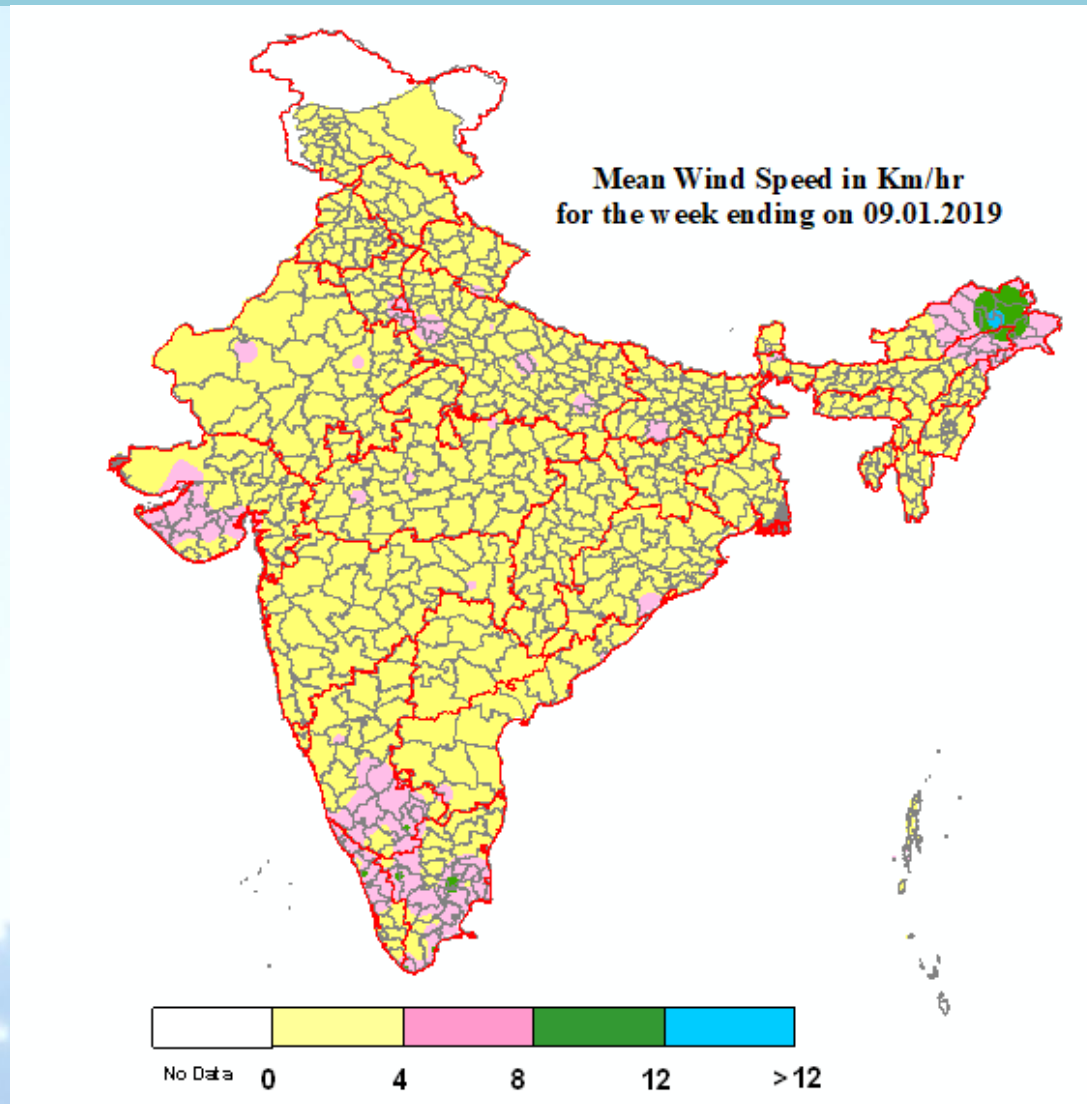 Mean Wind Speed in Km/hr
for the week ending on 09.01.2019
No Data 0 4 8 12 >12